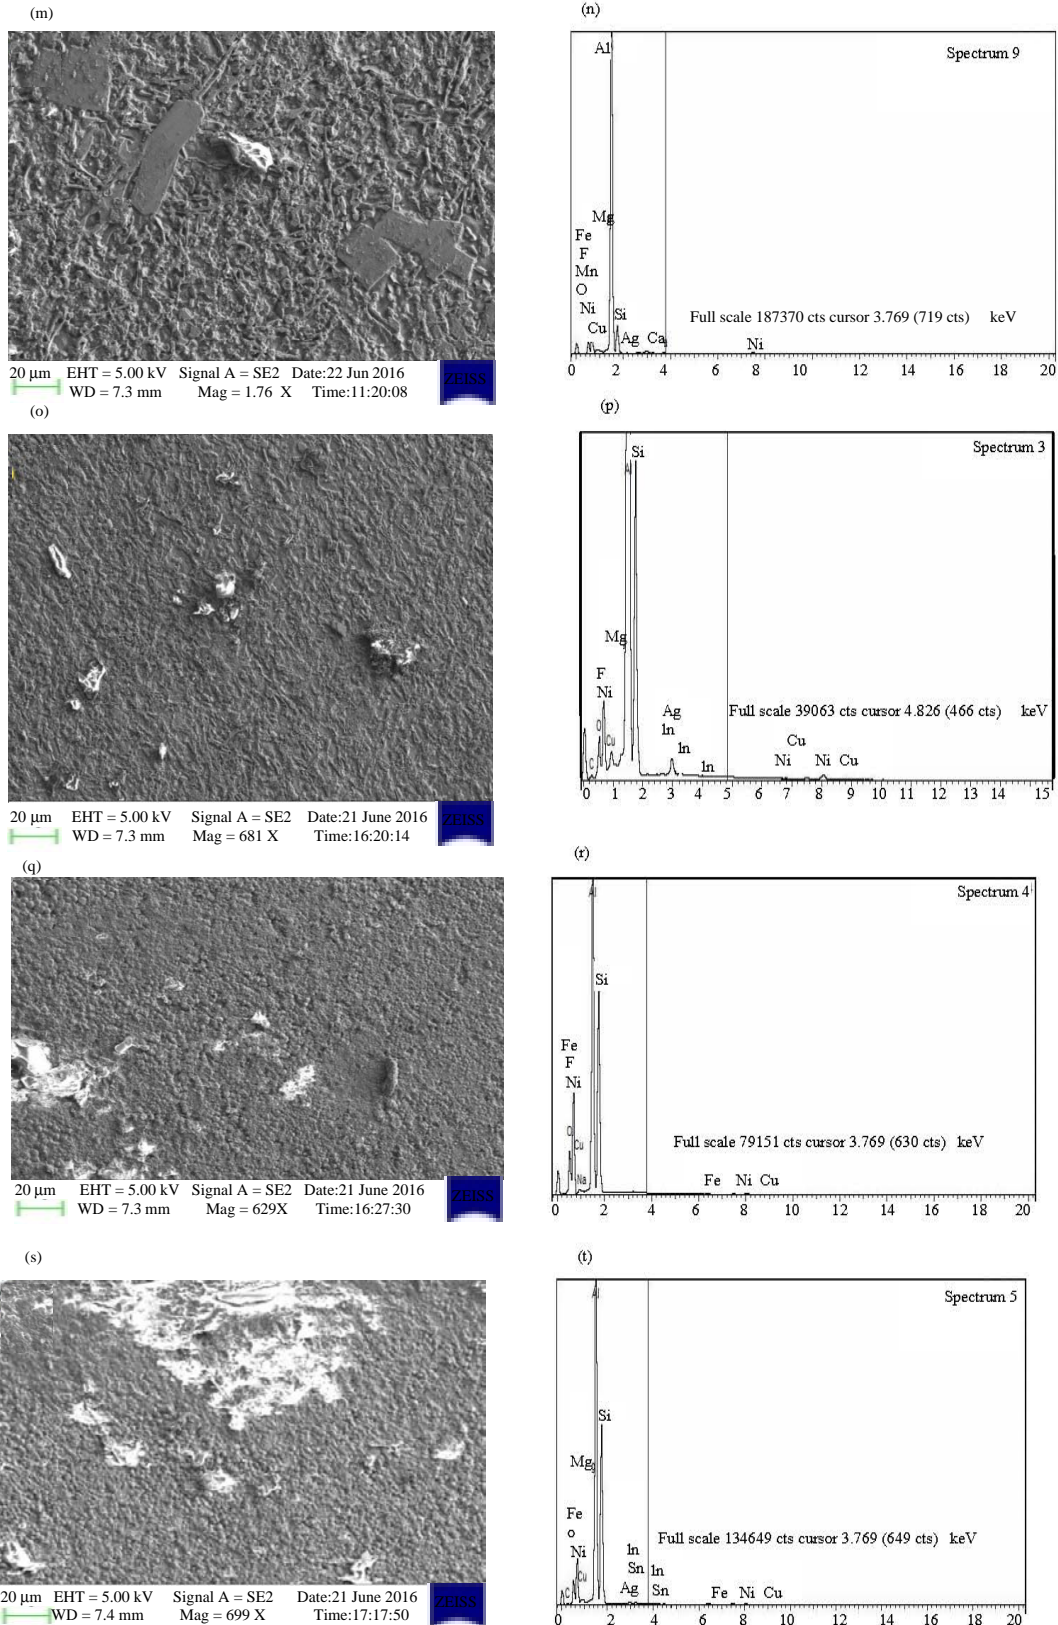 (m)
20 µm EHT = 5.00 kV Signal A = SE2 Date:22 Jun 2016
WD = 7.3 mm Mag = 1.76 X Time:11:20:08
ZEISS
(n)
Spectrum 9
Al
Mg
Fe
F
Mn
O
Ni
Cu
Si
Ag
Ca
Ni
Full scale 187370 cts cursor 3.769 (719 cts) keV
0 2 4 6 8 10 12 14 16 18 20
(o)
20 µm EHT = 5.00 kV Signal A = SE2 Date:21 June 2016
WD = 7.3 mm Mag = 681 X Time:16:20:14
ZEISS
(p)
Spectrum 3
Si
Al
Mg
F
Ni
O
Cu
C
Ag
In
In
In
Full scale 39063 cts cursor 4.826 (466 cts) keV
Cu
Ni Ni Cu
0 1 2 3 4 5 6 7 8 9 10 11 12 13 14 15
(q)
20 µm EHT = 5.00 kV Signal A = SE2 Date:21 June 2016
WD = 7.3 mm Mag = 629X Time:16:27:30
ZEISS
(r)
Spectrum 4
Al
Si
Fe
F
Ni
O
Cu
Na
Full scale 79151 cts cursor 3.769 (630 cts) keV
Fe Ni Cu
0 2 4 6 8 10 12 14 16 18 20
(s)
20 µm EHT = 5.00 kV Signal A = SE2 Date:21 June 2016
WD = 7.4 mm Mag = 699 X Time:17:17:50
ZEISS
(t)
Spectrum 5
Al
Si
Mg
Fe
o
Ni
Cu
C
Full scale 134649 cts cursor 3.769 (649 cts) keV
In
Sn
Ag
In
Sn
Fe Ni Cu
0 2 4 6 8 10 12 14 16 18 20